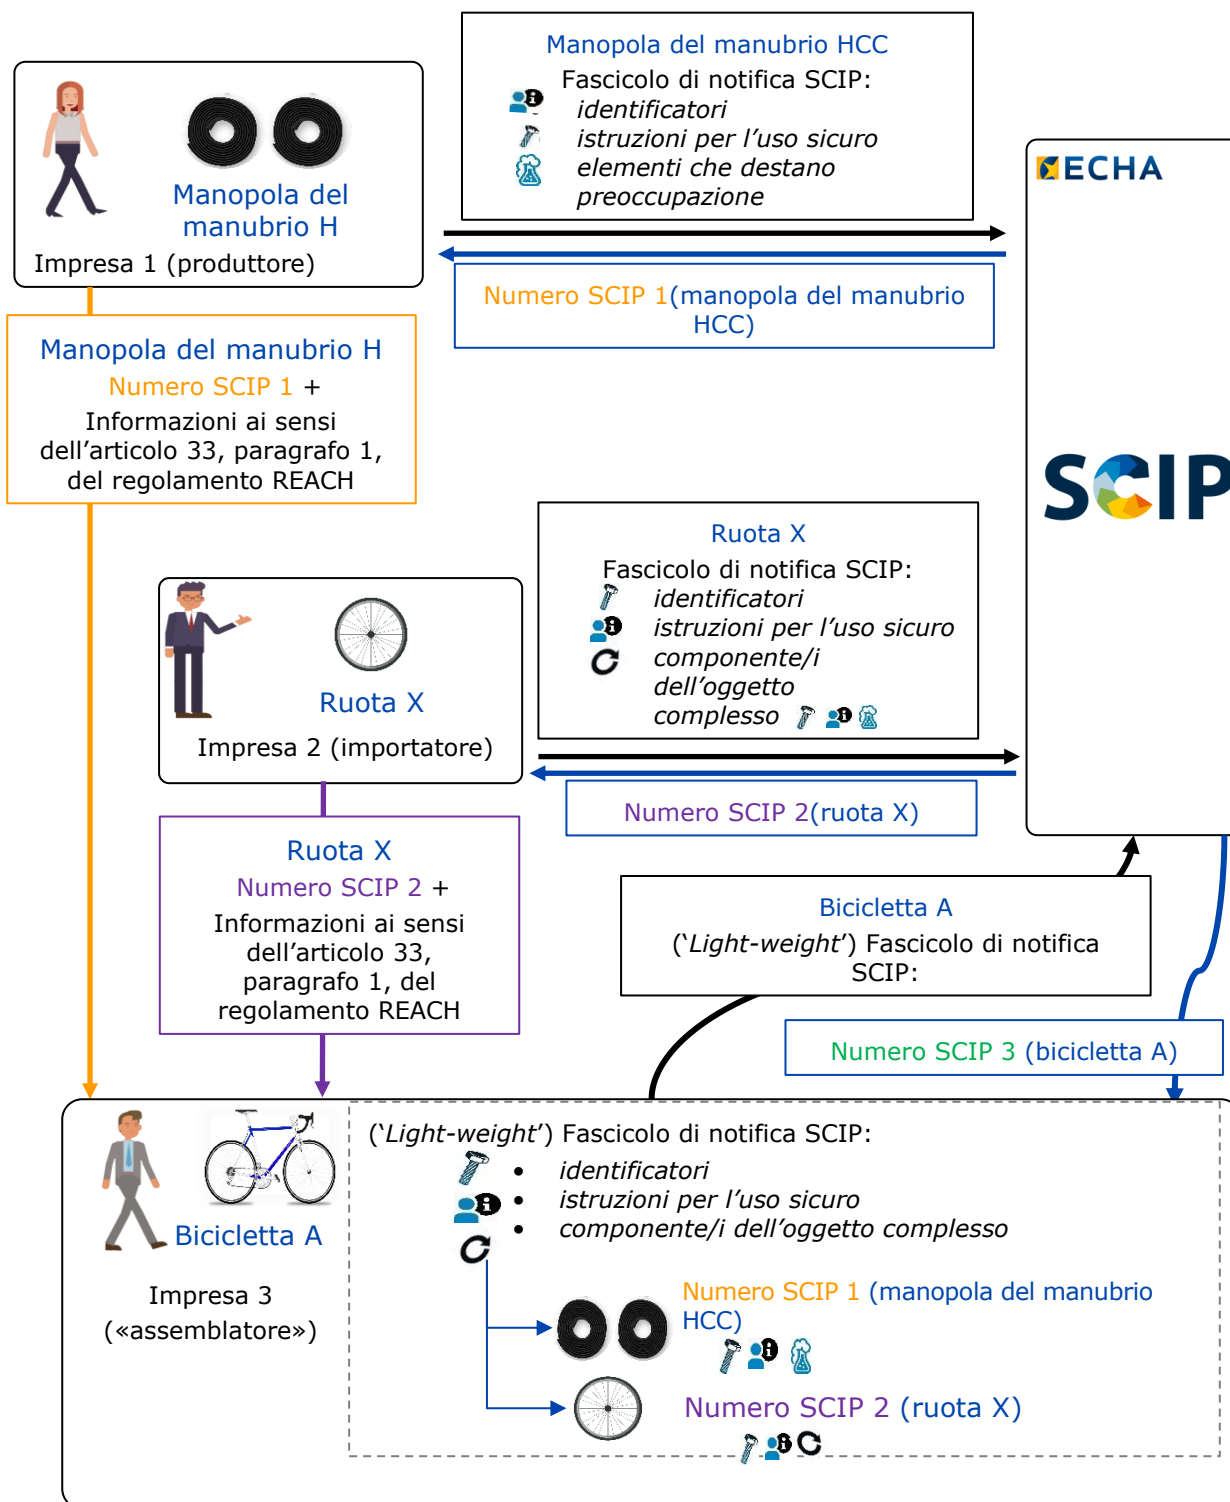 Manopola del manubrio HCC
Fascicolo di notifica SCIP:
identificatori
istruzioni per l'uso sicuro
elementi che destano
preoccupazione
Manopola del
manubrio H
Impresa 1 (produttore)
ECHA
SCIP
Numero SCIP 1(manopola del manubrio
HCC)
Manopola del manubrio H
Numero SCIP 1 +
Informazioni ai sensi
dell’articolo 33, paragrafo 1,
del regolamento REACH
Ruota X
Fascicolo di notifica SCIP:
identificatori
istruzioni per l'uso sicuro
componente/i
dell’oggetto
complesso
Ruota X
Impresa 2 (importatore)
Numero SCIP 2(ruota X)
Ruota X
Numero SCIP 2 +
Informazioni ai sensi
dell’articolo 33,
paragrafo 1, del
regolamento REACH
Bicicletta A
(‘Light-weight’) Fascicolo di notifica
SCIP:
Numero SCIP 3 (bicicletta A)
Bicicletta A
Impresa 3
(«assemblatore»)
(‘Light-weight’) Fascicolo di notifica SCIP:
• identificatori
• istruzioni per l'uso sicuro
• componente/i dell’oggetto complesso
Numero SCIP 1 (manopola del manubrio
HCC)
Numero SCIP 2 (ruota X)